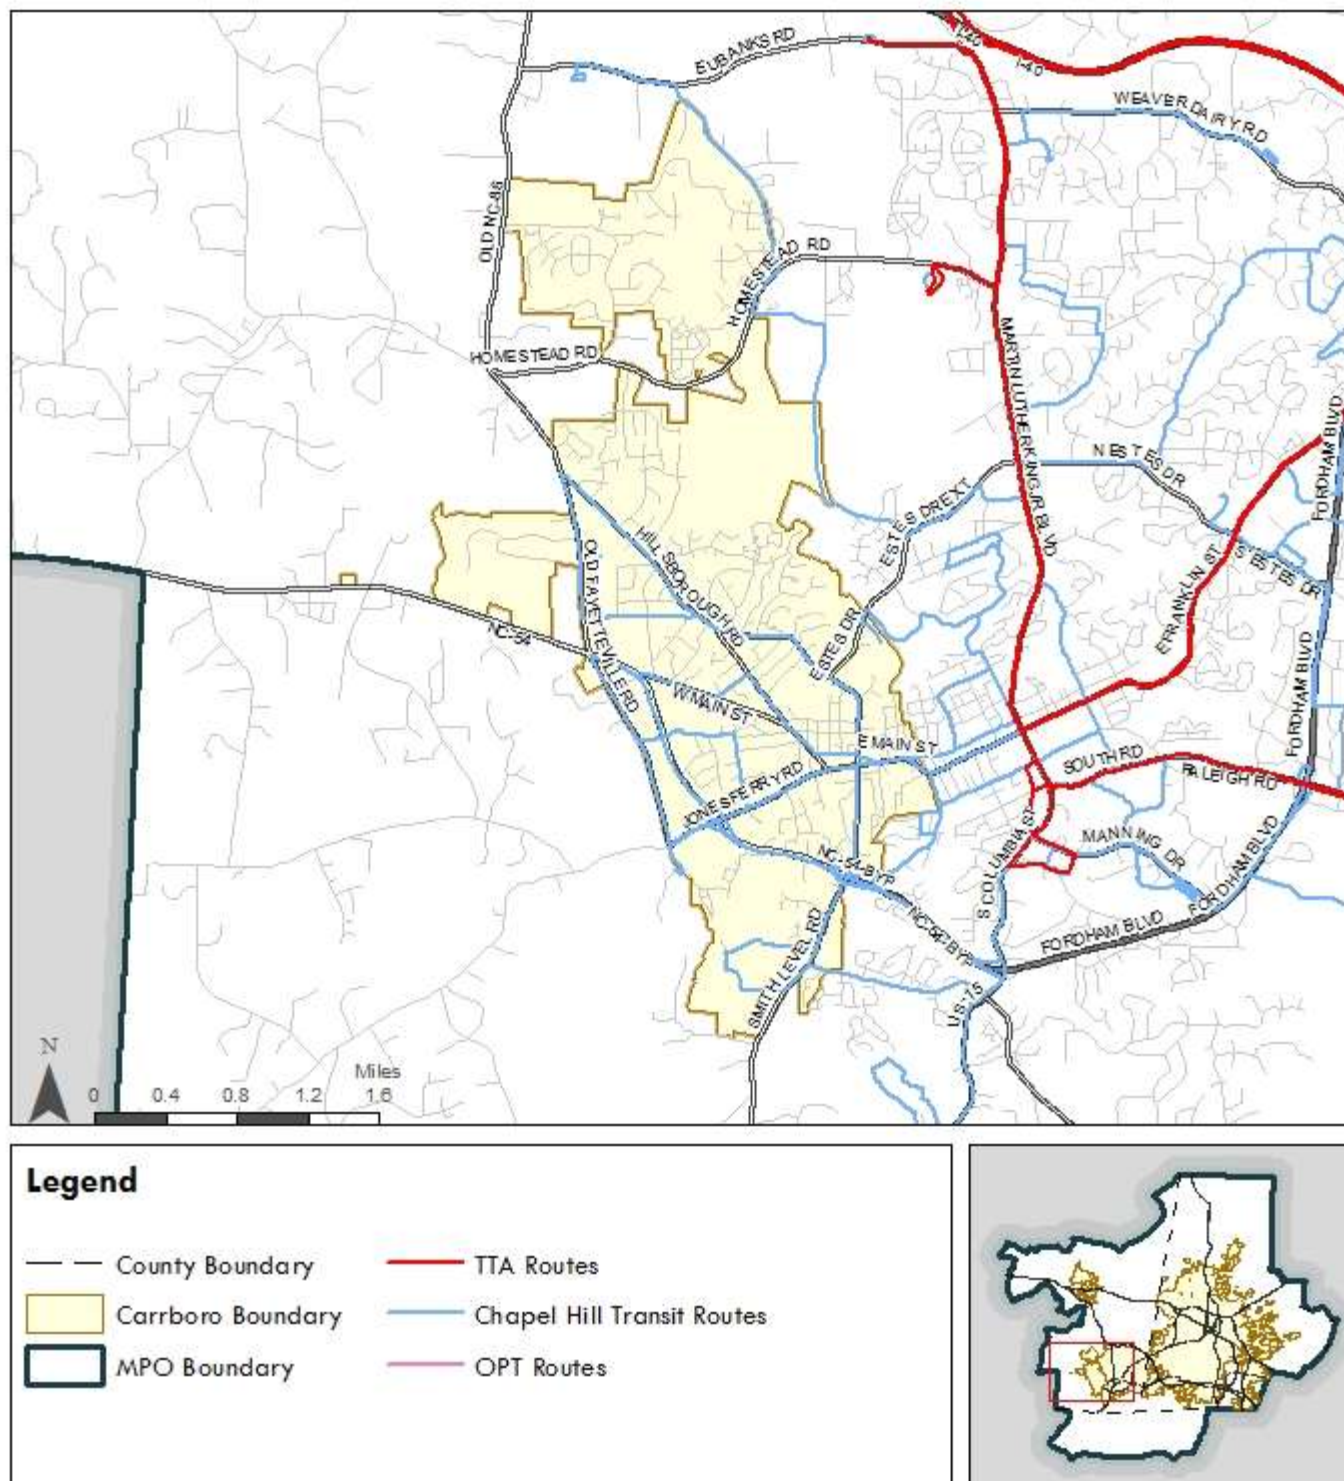 EUBANKS RD
I-40
I-40
WEAVER DAIRY RD
OLD NC-86
HOMESTEAD RD
HOMESTEAD RD
MARTIN LUTHER KING JR BLVD
N ESTES DR
FORDHAM BLVD
ESTES DR EXT
HILLSBOROUGH RD
OLD FAYETTEVILLE RD
E FRANKLIN ST
S ESTES DR
NC-54
ESTES DR
FORDHAM BLVD
W MAIN ST
E MAIN ST
SOUTH RD
RALEIGH RD
JONES FERRY RD
MANNING DR
NC-54-BYP
S COLUMBIA ST
FORDHAM BLVD
NC-54-BYP
FORDHAM BLVD
SMITH LEVEL RD
US-15
N
Miles
0 0.4 0.8 1.2 1.6
Legend
County Boundary
TTA Routes
Carrboro Boundary
Chapel Hill Transit Routes
MPO Boundary
OPT Routes